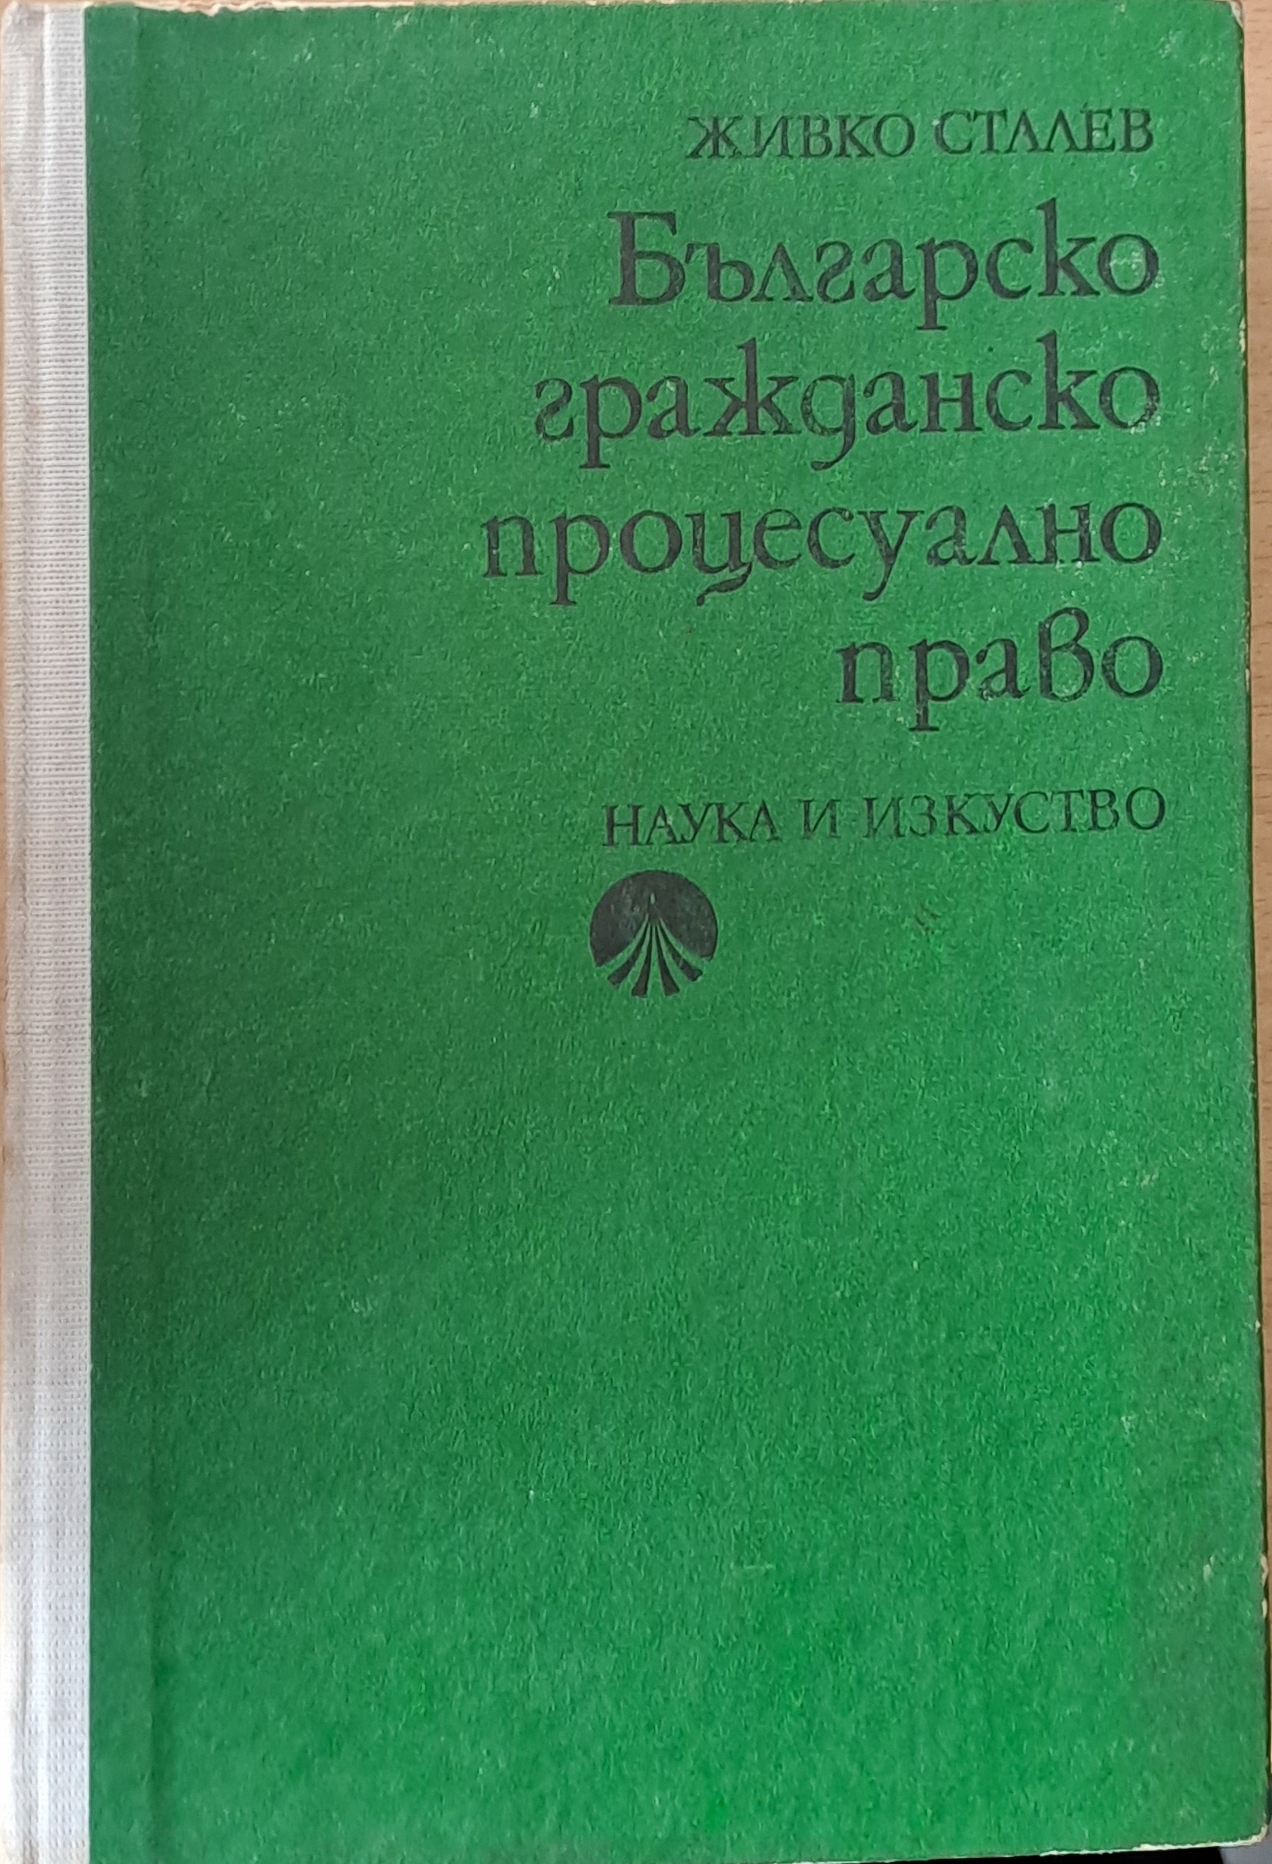 ЖИВКО СТАЛЕВ
Българско
гражданско
процесуално
право
НАУКА И ИЗКУСТВО